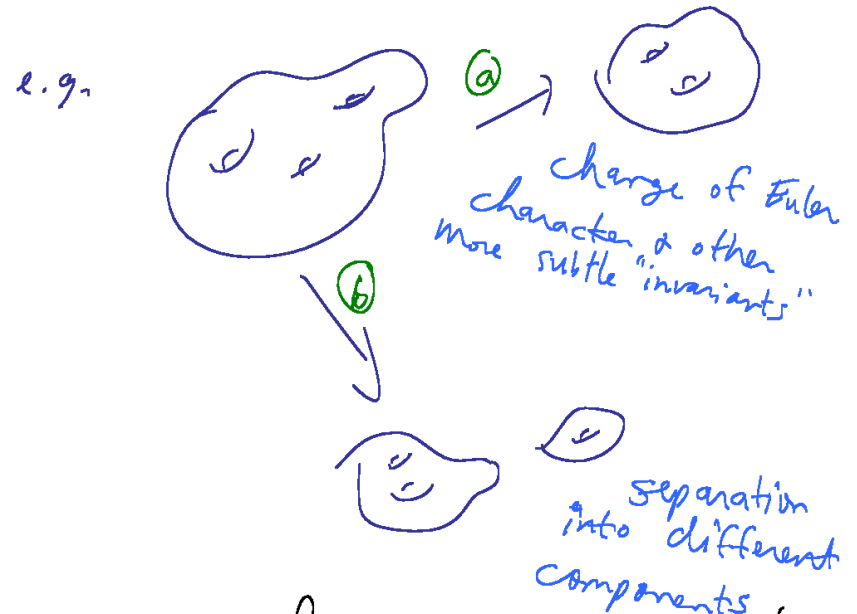 e.g.
a
change of Euler
character & other
more subtle "invariants"
b
separation
into different
components